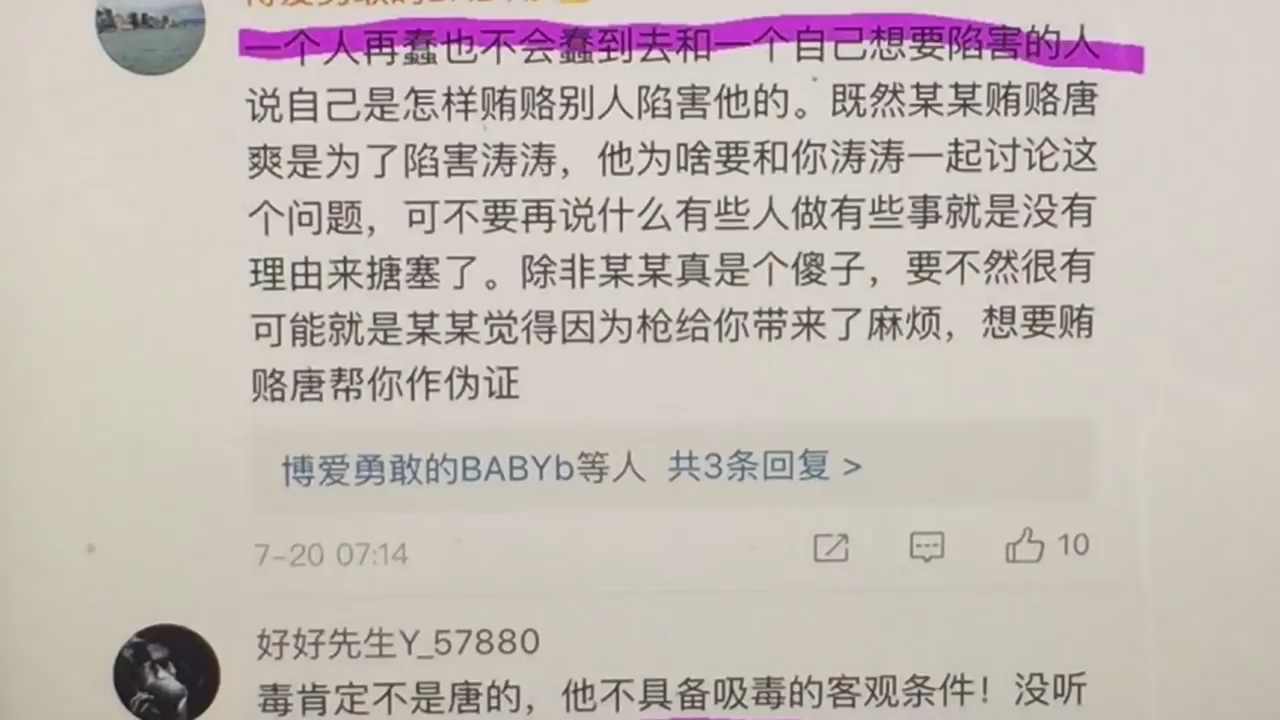 一个人再蠢也不会蠢到去和一个自己想要陷害的人
说自己是怎样贿赂别人陷害他的。既然某某贿赂唐
爽是为了陷害涛涛，他为啥要和你涛涛一起讨论这
个问题，可不要再说什么有些人做有些事就是没有
理由来搪塞了。除非某某真是个傻子，要不然很有
可能就是某某觉得因为枪给你带来了麻烦，想要贿
赂唐帮你作伪证
博爱勇敢的BABYb等人 共3条回复 >
7-20 07:14
10
好好先生Y_57880
毒肯定不是唐的，他不具备吸毒的客观条件！没听